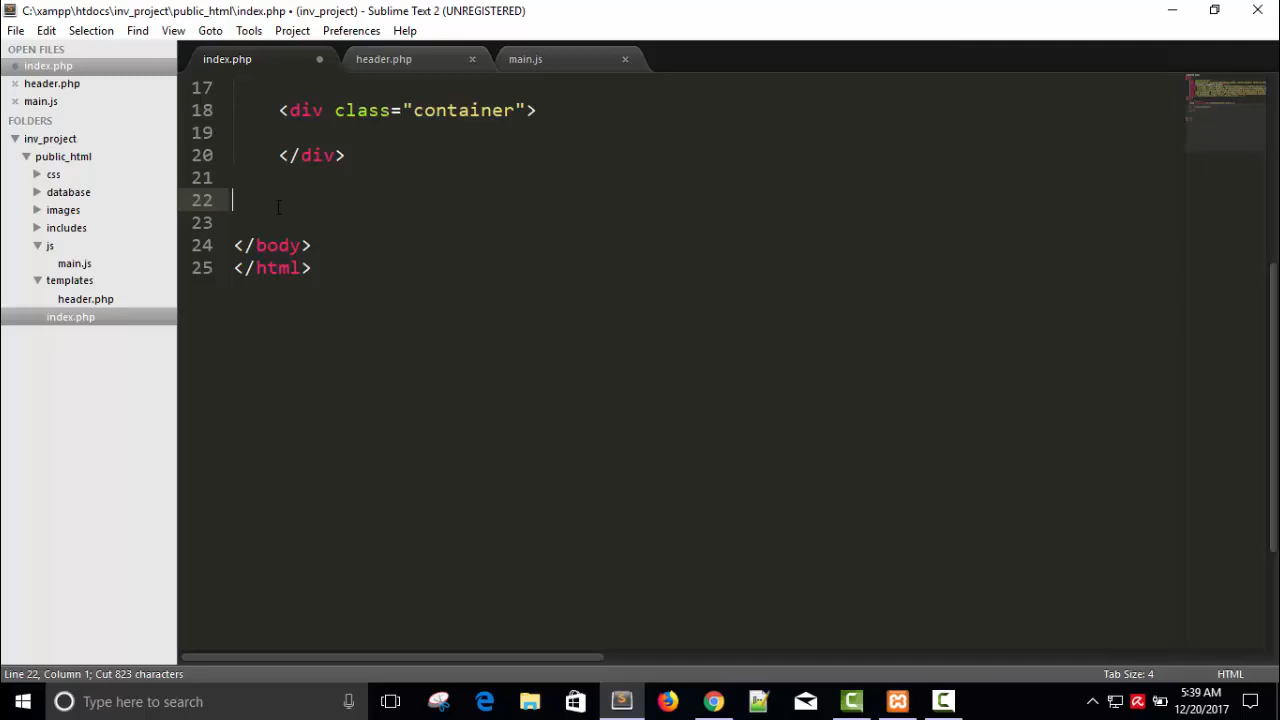 C:\xampp\htdocs\inv_project\public_html\index.php • (inv_project) - Sublime Text 2 (UNREGISTERED)
File Edit Selection Find View Goto Tools Project Preferences Help
OPEN FILES
index.php
header.php
main.js
FOLDERS
inv_project
public_html
css
database
images
includes
js
main.js
templates
header.php
index.php
index.php header.php main.js
17
18 <div class="container">
19
20 </div>
21
22
23
24 </body>
25 </html>
Line 22, Column 1; Cut 823 characters
Tab Size: 4 HTML
Type here to search
5:39 AM
12/20/2017